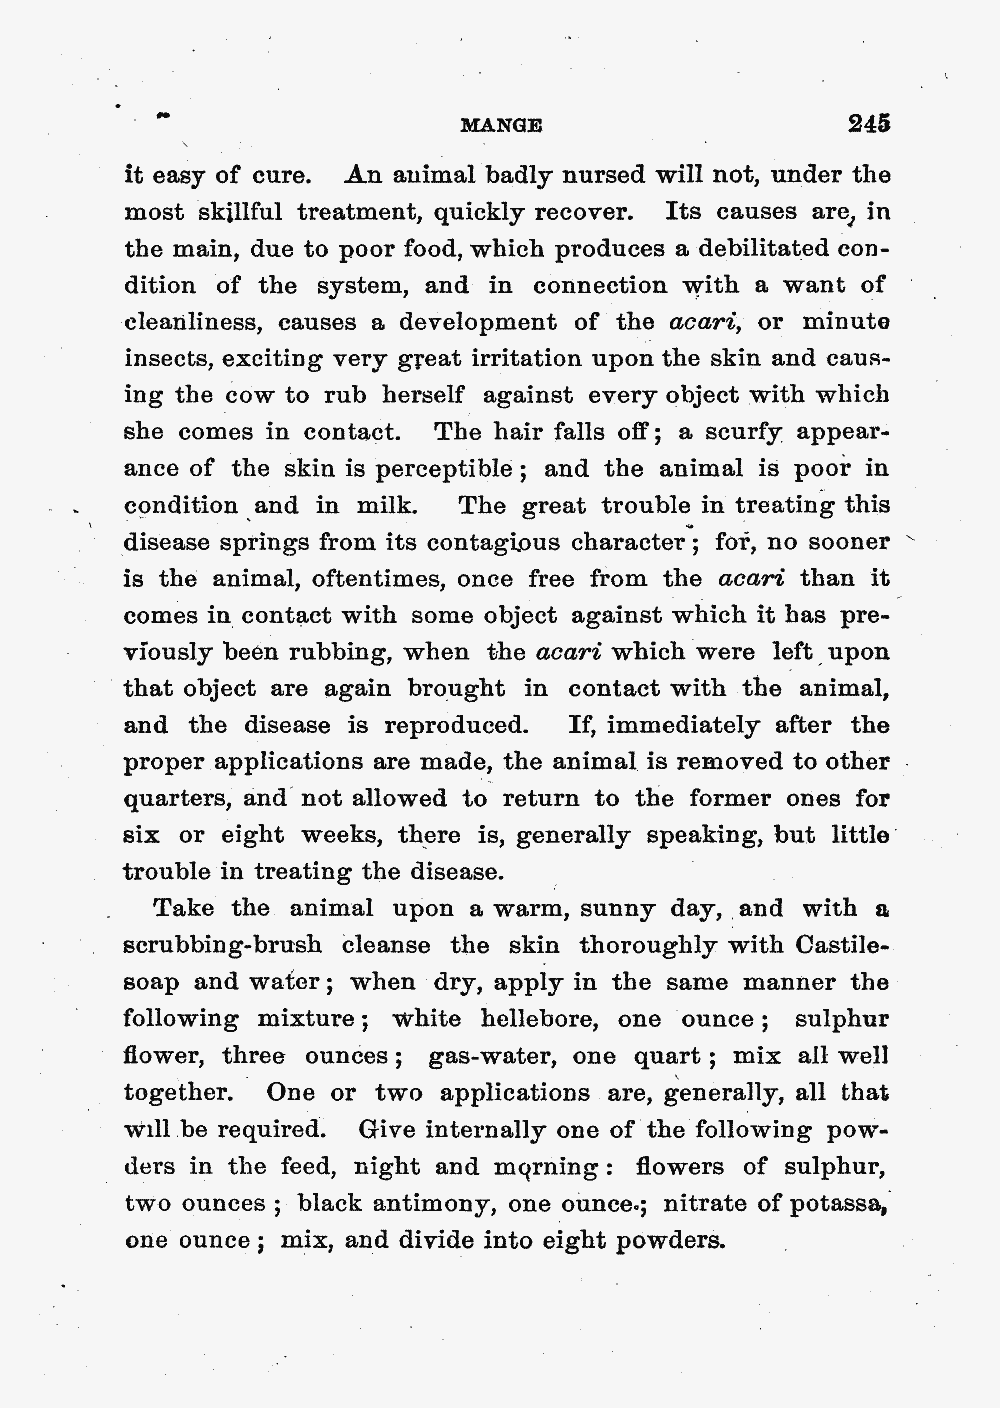 MANGE 245
it easy of cure. An animal badly nursed will not, under the
most skillful treatment, quickly recover. Its causes are, in
the main, due to poor food, which produces a debilitated con-
dition of the system, and in connection with a want of
cleanliness, causes a development of the acari, or minute
insects, exciting very great irritation upon the skin and caus-
ing the cow to rub herself against every object with which
she comes in contact. The hair falls off; a scurfy appear-
ance of the skin is perceptible; and the animal is poor in
condition and in milk. The great trouble in treating this
disease springs from its contagious character; for, no sooner
is the animal, oftentimes, once free from the acari than it
comes in contact with some object against which it has pre-
viously been rubbing, when the acari which were left upon
that object are again brought in contact with the animal,
and the disease is reproduced. If, immediately after the
proper applications are made, the animal is removed to other
quarters, and not allowed to return to the former ones for
six or eight weeks, there is, generally speaking, but little
trouble in treating the disease.
Take the animal upon a warm, sunny day, and with a
scrubbing-brush cleanse the skin thoroughly with Castile-
soap and water; when dry, apply in the same manner the
following mixture; white hellebore, one ounce; sulphur
flower, three ounces; gas-water, one quart; mix all well
together. One or two applications are, generally, all that
will be required. Give internally one of the following pow-
ders in the feed, night and morning: flowers of sulphur,
two ounces; black antimony, one ounce; nitrate of potassa,
one ounce; mix, and divide into eight powders.